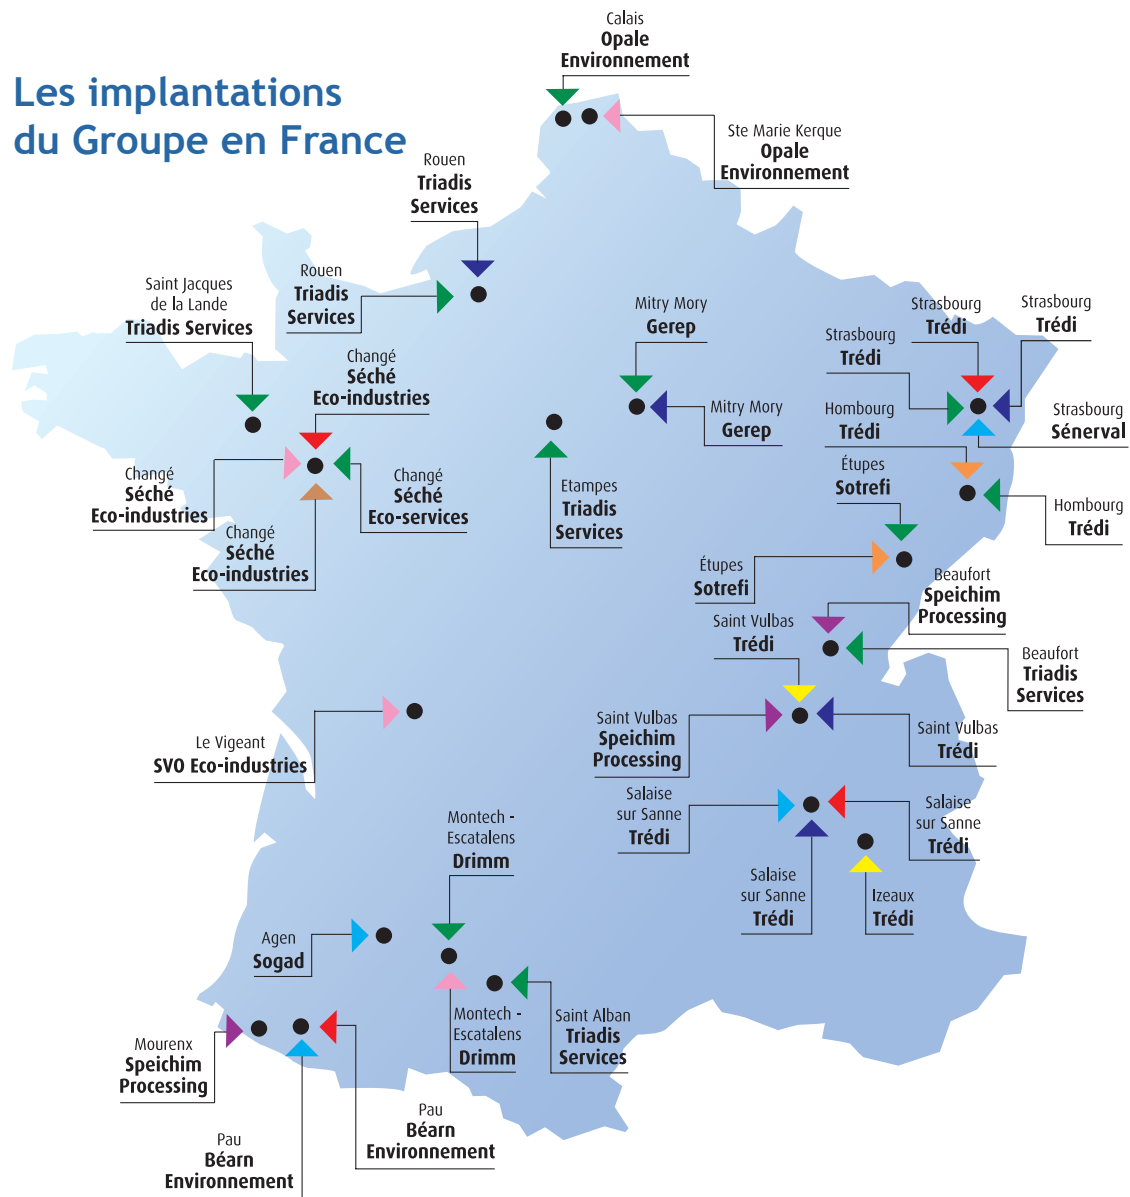 Les implantations
du Groupe en France
Calais
Opale
Environnement
Ste Marie Kerque
Opale
Environnement
Rouen
Triadis
Services
Rouen
Triadis
Services
Saint Jacques
de la Lande
Triadis Services
Mitry Mory
Gerep
Mitry Mory
Gerep
Strasbourg
Trédi
Strasbourg
Trédi
Strasbourg
Trédi
Strasbourg
Sénerval
Hombourg
Trédi
Hombourg
Trédi
Changé
Séché
Eco-industries
Changé
Séché
Eco-industries
Changé
Séché
Eco-services
Changé
Séché
Eco-industries
Etampes
Triadis
Services
Étupes
Sotrefi
Étupes
Sotrefi
Beaufort
Speichim
Processing
Beaufort
Triadis
Services
Saint Vulbas
Trédi
Saint Vulbas
Speichim
Processing
Saint Vulbas
Trédi
Le Vigeant
SVO Eco-industries
Salaise
sur Sanne
Trédi
Salaise
sur Sanne
Trédi
Salaise
sur Sanne
Trédi
Izeaux
Trédi
Montech -
Escatalens
Drimm
Agen
Sogad
Montech -
Escatalens
Drimm
Saint Alban
Triadis
Services
Mourenx
Speichim
Processing
Pau
Béarn
Environnement
Pau
Béarn
Environnement